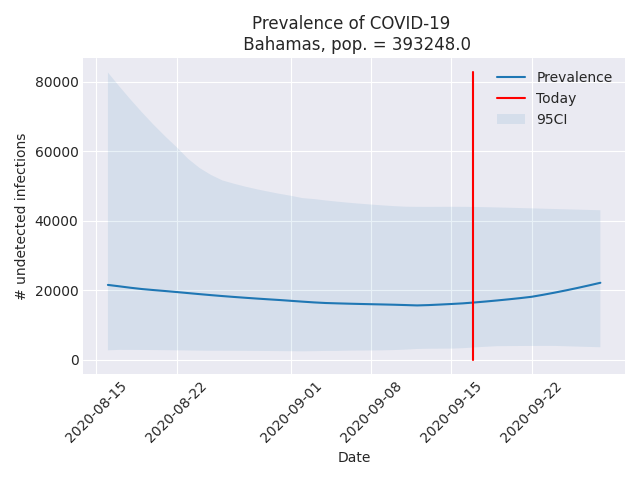 Prevalence of COVID-19
Bahamas, pop. = 393248.0
Prevalence
Today
95CI
# undetected infections
80000
60000
40000
20000
0
2020-08-15
2020-08-22
2020-09-01
2020-09-08
2020-09-15
2020-09-22
Date